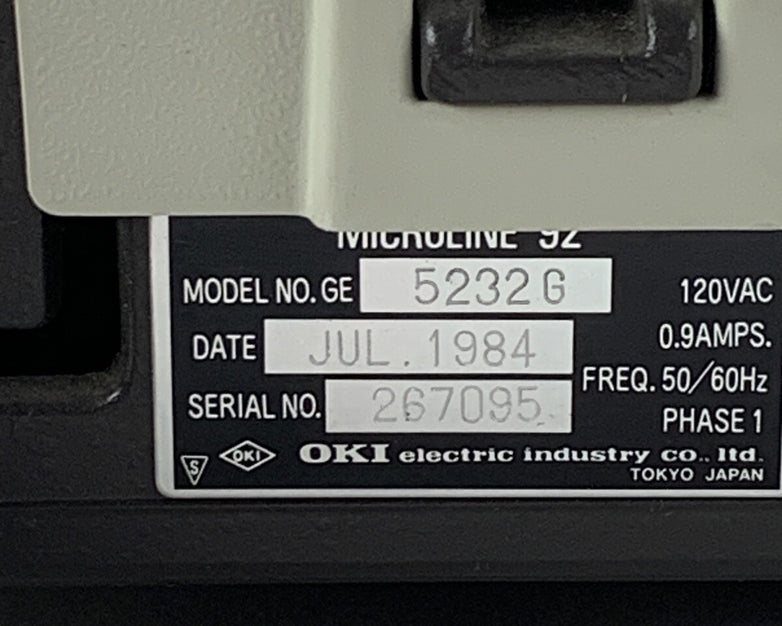 MICROLINE 92
MODEL NO. GE 5232G 120VAC
DATE JUL.1984 0.9AMPS.
FREQ. 50/60Hz
SERIAL NO. 267095 PHASE 1
S OKI OKI electric industry co., ltd.
TOKYO JAPAN